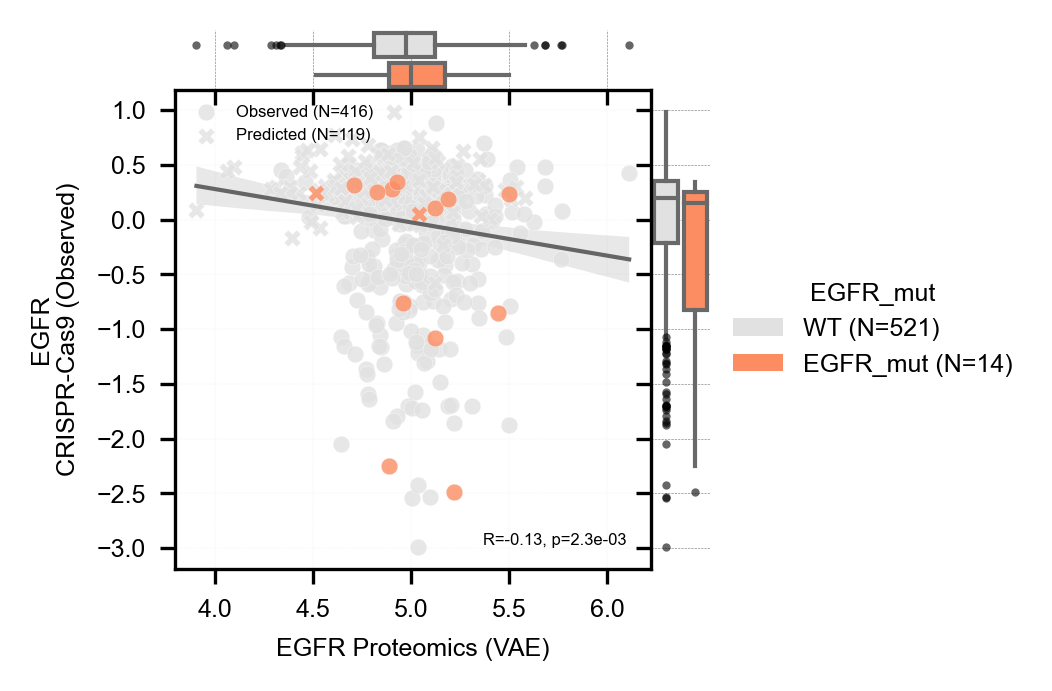 Observed (N=416)
Predicted (N=119)
1.0
0.5
0.0
−0.5
−1.0
−1.5
−2.0
−2.5
−3.0
EGFR
CRISPR-Cas9 (Observed)
R=-0.13, p=2.3e-03
4.0 4.5 5.0 5.5 6.0
EGFR Proteomics (VAE)
EGFR_mut
WT (N=521)
EGFR_mut (N=14)